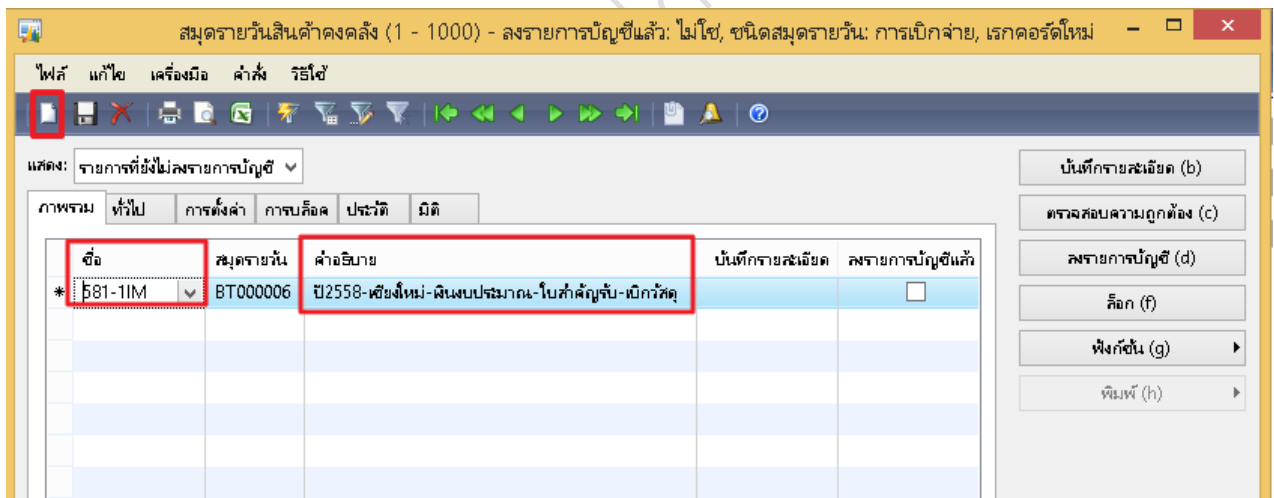 สมุดรายวันสินค้าคงคลัง (1 - 1000) - ลงรายการบัญชีแล้ว: ไม่ใช่, ชนิดสมุดรายวัน: การเบิกจ่าย, เรกคอร์ดใหม่
ไฟล์ แก้ไข เครื่องมือ คำสั่ง วิธีใช้
แสดง: รายการที่ยังไม่ลงรายการบัญชี
บันทึกรายละเอียด (b)
ภาพรวม ทั่วไป การตั้งค่า การบล็อค ประวัติ มิติ
ตรวจสอบความถูกต้อง (c)
ชื่อ สมุดรายวัน คำอธิบาย บันทึกรายละเอียด ลงรายการบัญชีแล้ว
ลงรายการบัญชี (d)
581-1IM BT000006 ปี2558-เชียงใหม่-เงินงบประมาณ-ใบสำคัญรับ-เบิกวัสดุ
ล็อก (f)
ฟังก์ชัน (g)
พิมพ์ (h)